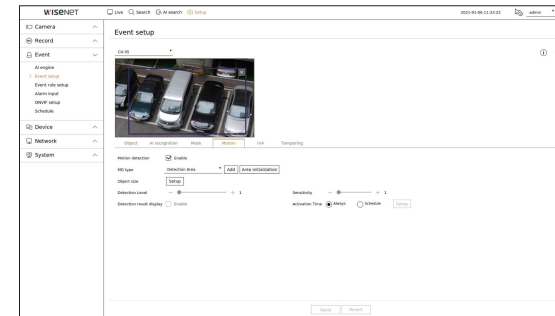 WISENET
Live Search AI search Setup 2021-01-06 11:33:23 admin
Camera
Record
Event
AI engine
Event setup
Event rule setup
Alarm input
ONVIF setup
Schedule
Device
Network
System
Event setup
CH 05
Object AI recognition Mask Motion IVA Tampering
Motion detection Enable
MD type Detection Area Add Area initialization
Object size Setup
Detection Level 1 Sensitivity 1
Detection result display Enable Activation Time Always Schedule Setup
Apply Revert